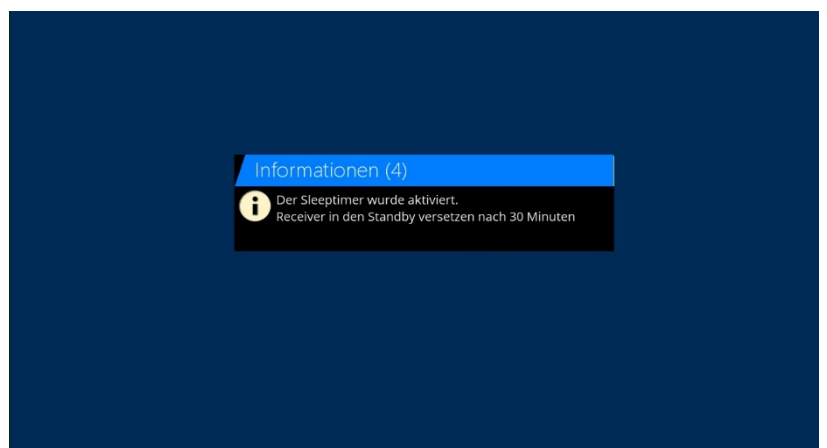 Informationen (4)
Der Sleeptimer wurde aktiviert.
Receiver in den Standby versetzen nach 30 Minuten